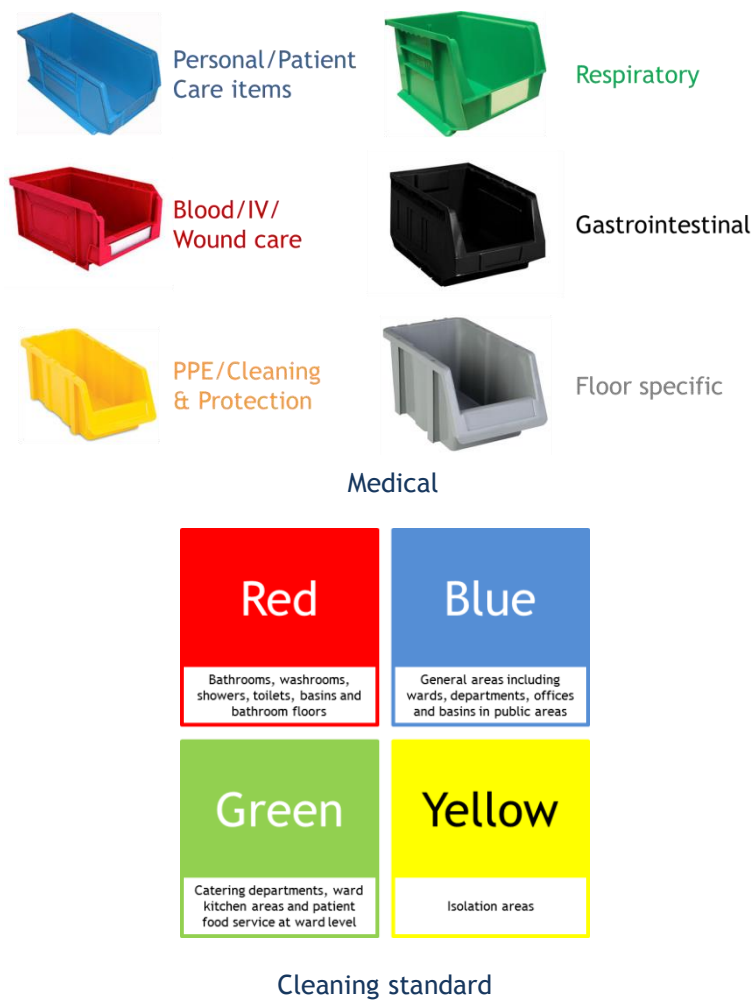 Personal/Patient
Care items
Respiratory
Blood/IV/
Wound care
Gastrointestinal
PPE/Cleaning
& Protection
Floor specific
Medical
Red
Bathrooms, washrooms,
showers, toilets, basins and
bathroom floors
Blue
General areas including
wards, departments, offices
and basins in public areas
Green
Catering departments, ward
kitchen areas and patient
food service at ward level
Yellow
Isolation areas
Cleaning standard